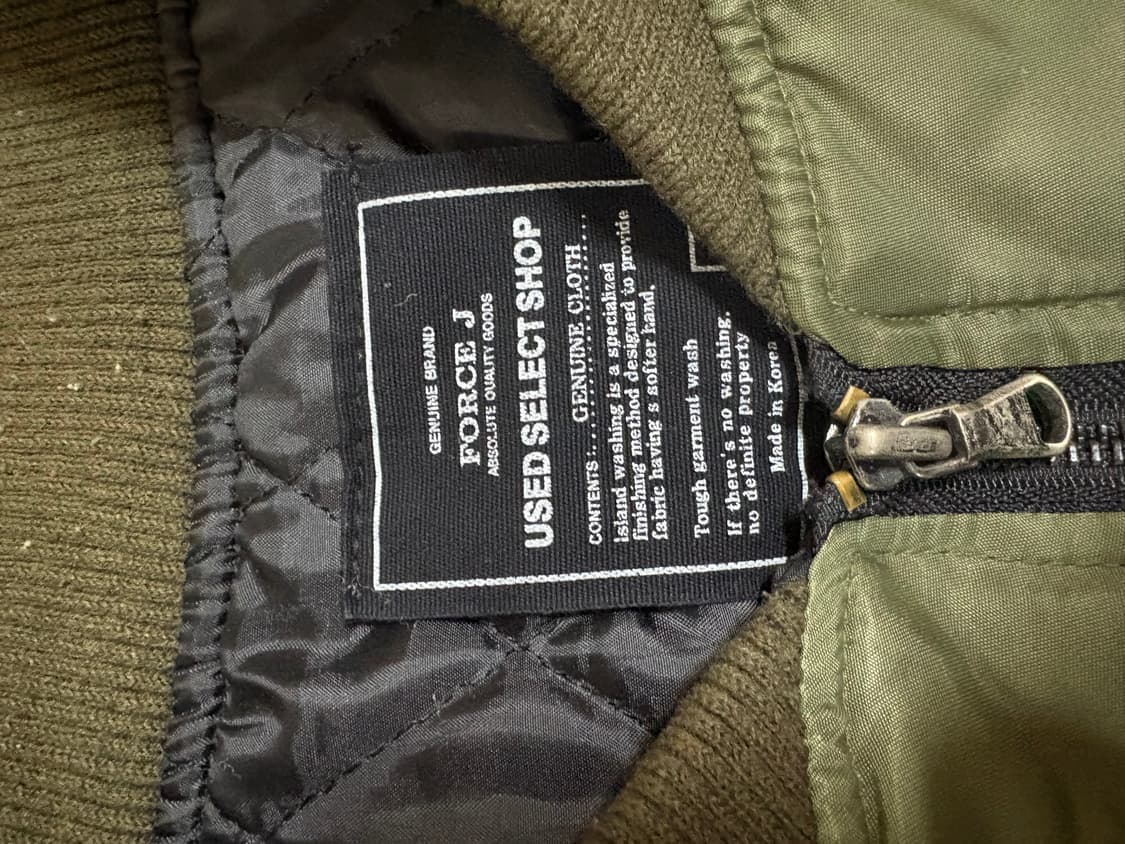 GENUINE BRAND
FORCE J
ABSOLUTE QUALITY GOODS
USED SELECT SHOP
GENUINE CLOTH
CONTENTS :....................
island washing is a specialized
finishing method designed to provide
fabric having s softer hand.
Tough garment wash
If there's no washing.
no definite property
Made in Korea